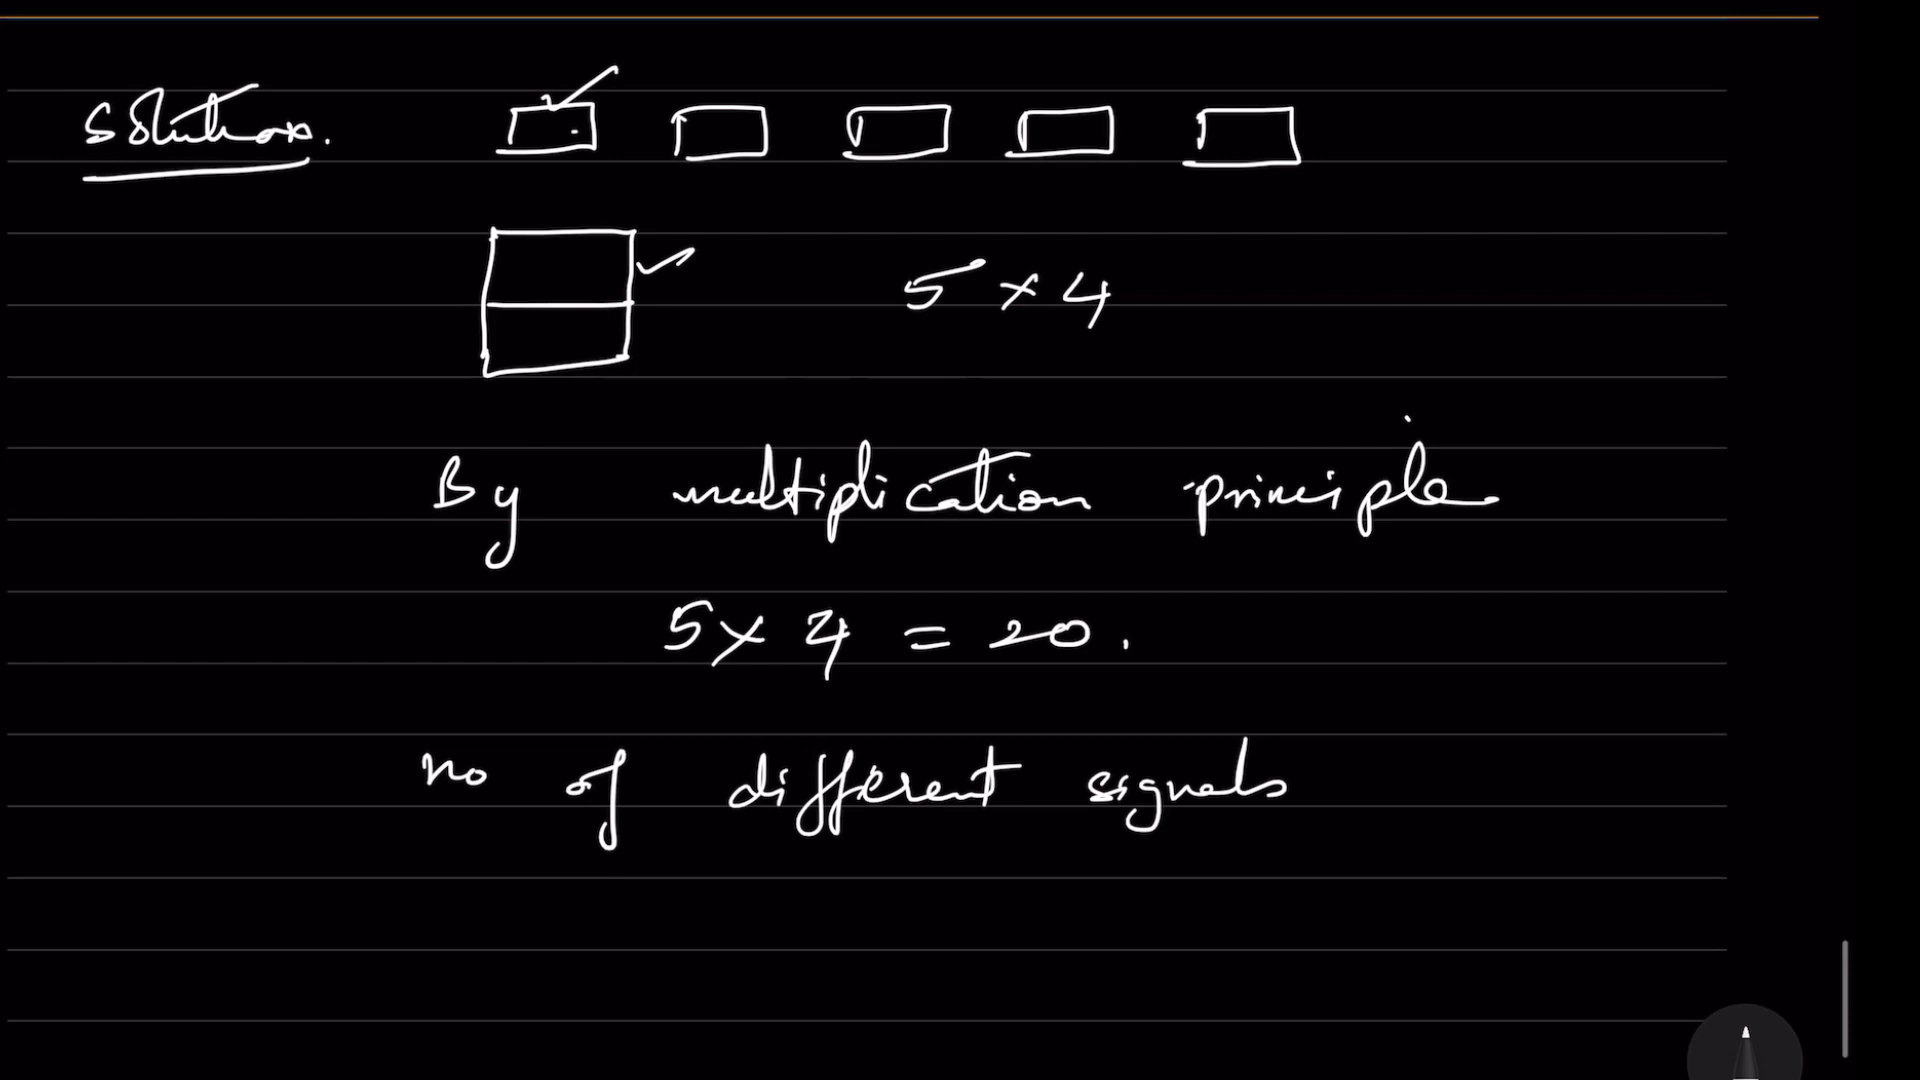 Solution.
5 × 4
By multiplication principle
5 × 4 = 20.
no of different signals